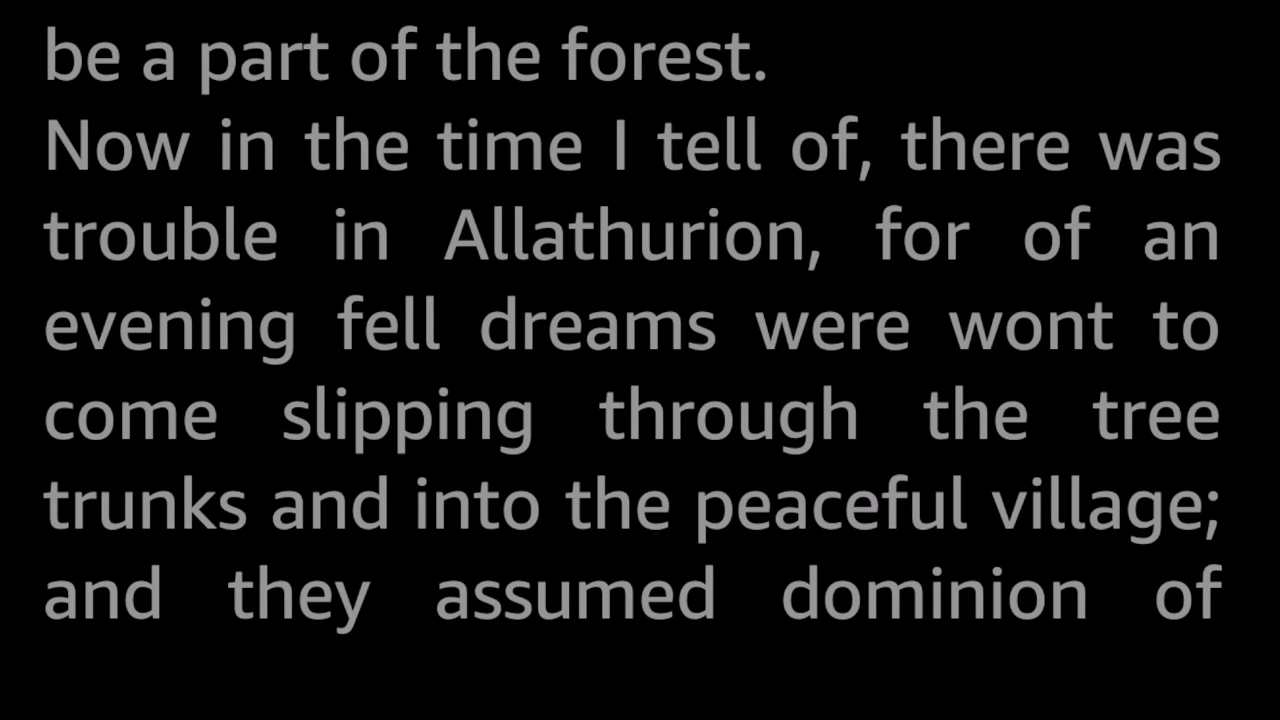 be a part of the forest.
Now in the time I tell of, there was
trouble in Allathurion, for of an
evening fell dreams were wont to
come slipping through the tree
trunks and into the peaceful village;
and they assumed dominion of